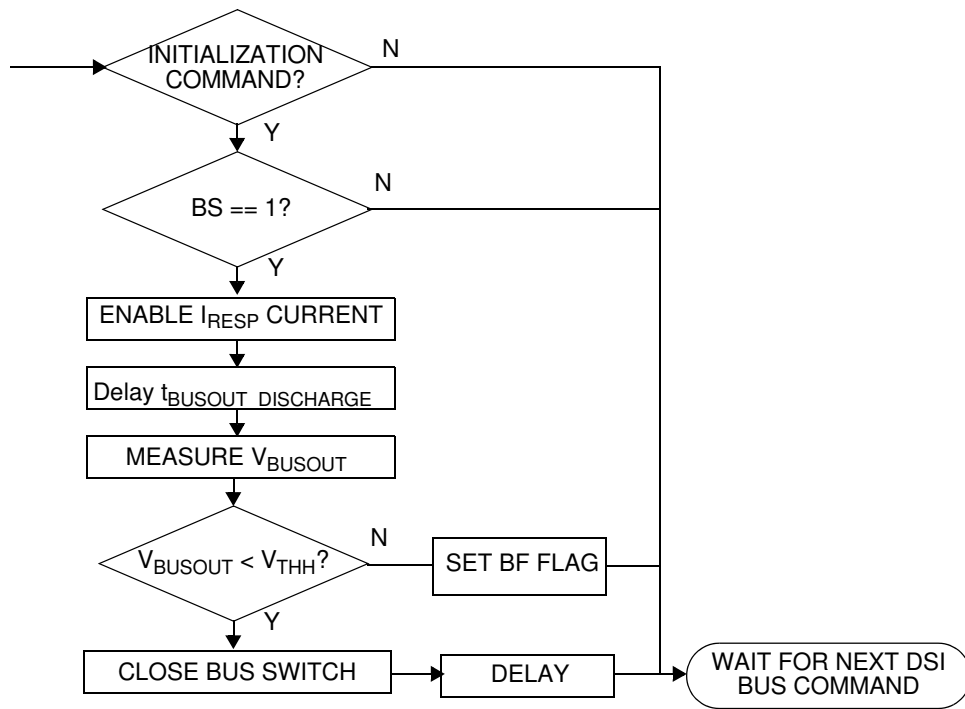 INITIALIZATION
COMMAND?
N
Y
BS == 1?
N
Y
ENABLE IRESP CURRENT
Delay tBUSOUT_DISCHARGE
MEASURE VBUSOUT
VBUSOUT < VTHH?
N
SET BF FLAG
Y
CLOSE BUS SWITCH
DELAY
WAIT FOR NEXT DSI
BUS COMMAND